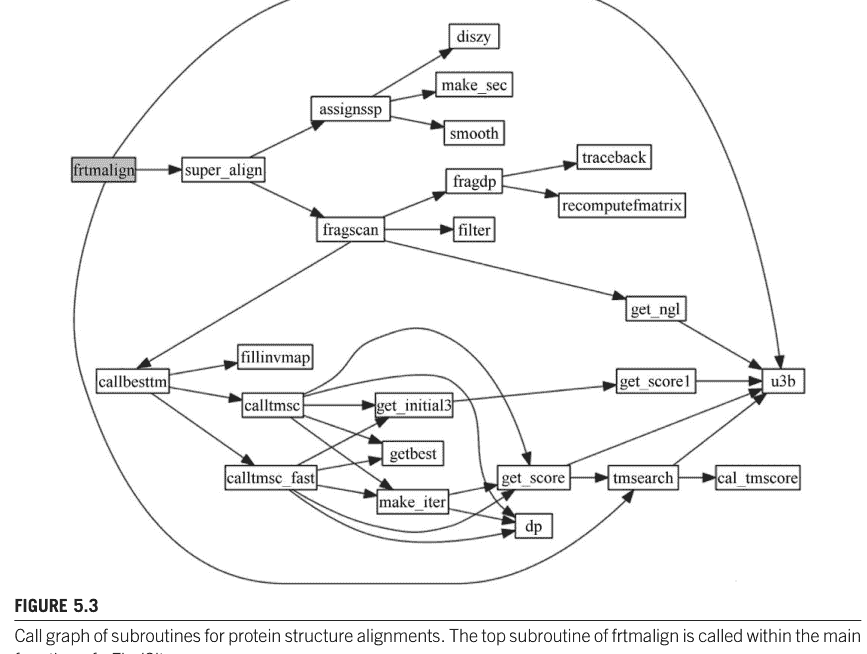 diszy
make_sec
assignssp
smooth
traceback
frtmalign
super_align
fragdp
recomputefmatrix
fragscan
filter
get_ngl
fillinvmap
callbesttm
get_score1
u3b
calltmsc
get_initial3
getbest
calltmsc_fast
get_score
tmsearch
cal_tmscore
make_iter
dp
FIGURE 5.3
Call graph of subroutines for protein structure alignments. The top subroutine of frtmalign is called within the main